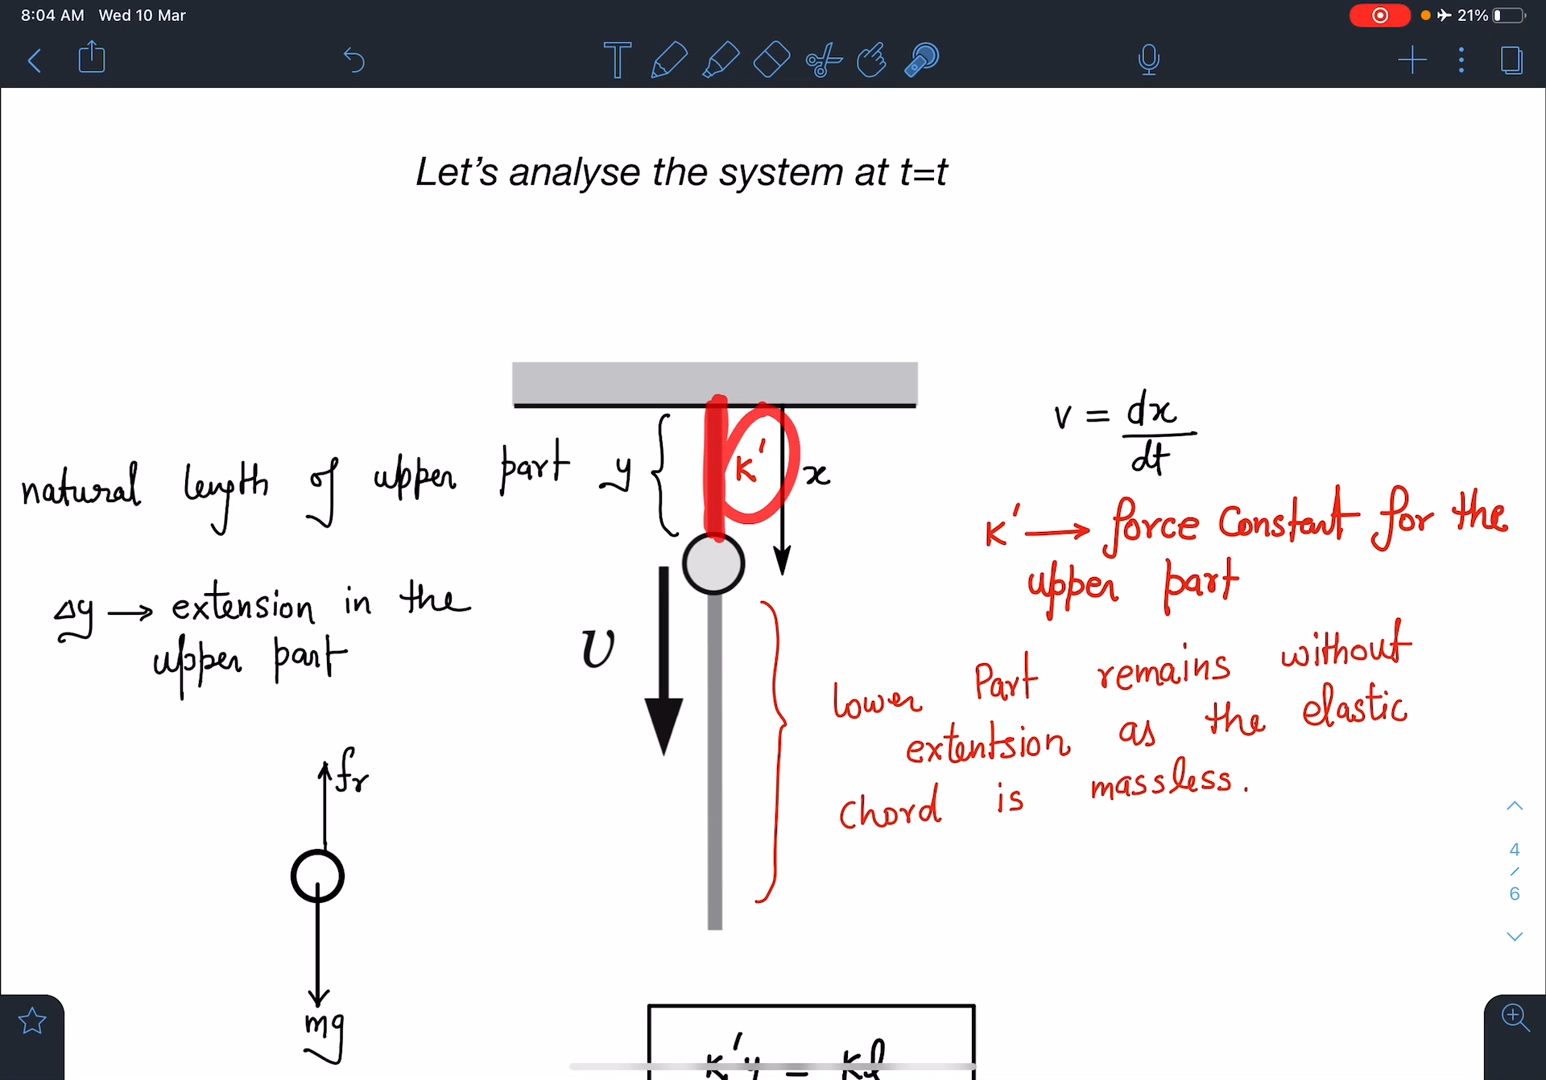 8:04 AM Wed 10 Mar
21%
T
Let's analyse the system at t=t
v = dx/dt
natural length of upper part y
K'
x
K' → force Constant for the
upper part
Δy → extension in the
upper part
υ
lower Part remains without
extentsion as the elastic
Chord is massless.
fr
mg
4
/
6
K'y = Kl